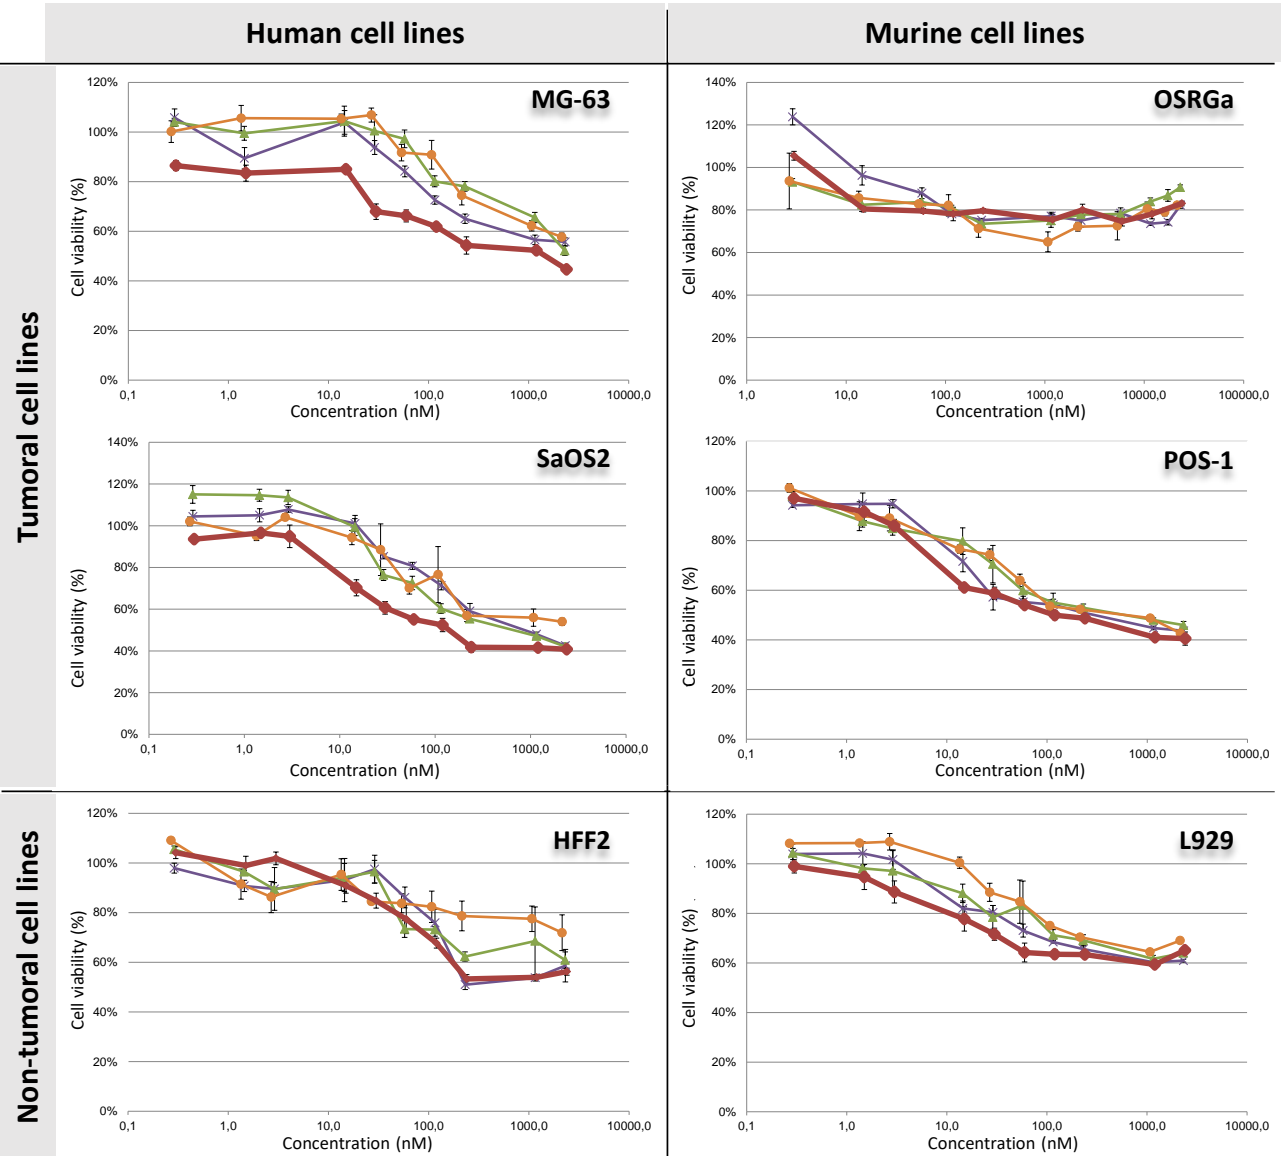 Human cell lines
Murine cell lines
Tumoral cell lines
MG-63
Cell viability (%)
120%
100%
80%
60%
40%
20%
0%
0,1 1,0 10,0 100,0 1000,0 10000,0
Concentration (nM)
OSRGa
Cell viability (%)
140%
120%
100%
80%
60%
40%
20%
0%
1,0 10,0 100,0 1000,0 10000,0 100000,0
Concentration (nM)
SaOS2
Cell viability (%)
140%
120%
100%
80%
60%
40%
20%
0%
0,1 1,0 10,0 100,0 1000,0 10000,0
Concentration (nM)
POS-1
Cell viability (%)
120%
100%
80%
60%
40%
20%
0%
0,1 1,0 10,0 100,0 1000,0 10000,0
Concentration (nM)
Non-tumoral cell lines
HFF2
Cell viability (%)
120%
100%
80%
60%
40%
20%
0%
0,1 1,0 10,0 100,0 1000,0 10000,0
Concentration (nM)
L929
Cell viability (%)
120%
100%
80%
60%
40%
20%
0%
0,1 1,0 10,0 100,0 1000,0 10000,0
Concentration (nM)